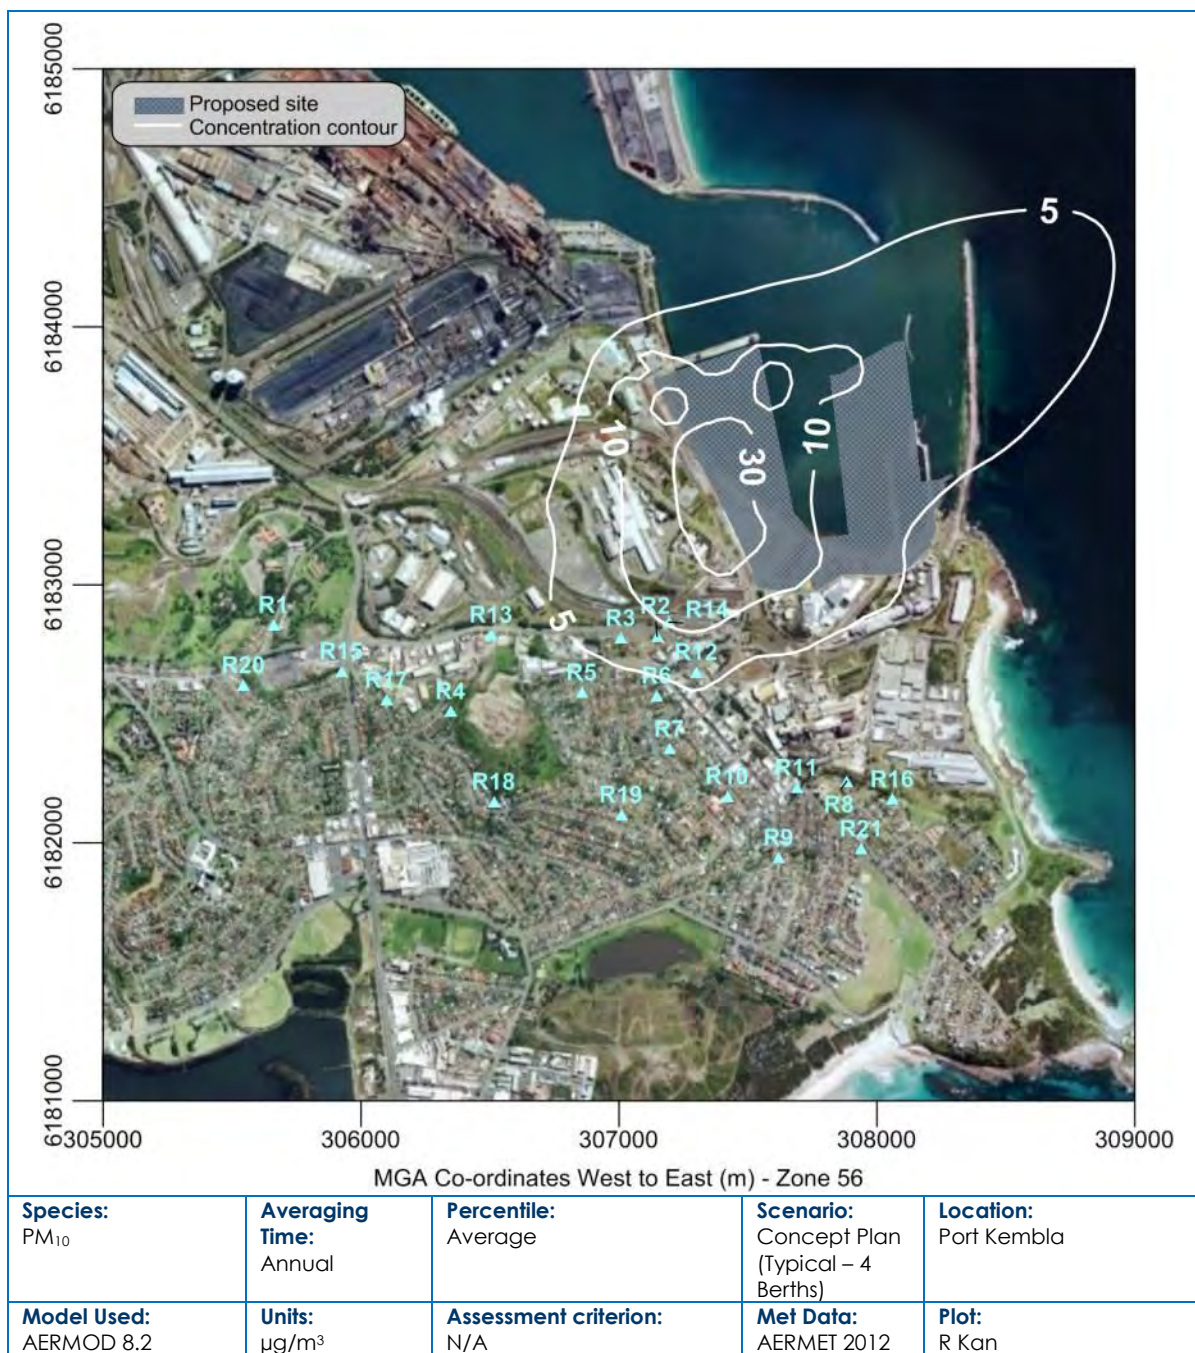 6185000
Proposed site
Concentration contour
5
6184000
10
10
30
6183000
5
R1
R13
R3
R2
R14
R15
R12
R20
R17
R4
R5
R6
R7
R18
R19
R10
R11
R8
R16
R9
R21
6182000
6181000
305000 306000 307000 308000 309000
MGA Co-ordinates West to East (m) - Zone 56
Species:
PM₁₀
Averaging
Time:
Annual
Percentile:
Average
Scenario:
Concept Plan
(Typical – 4
Berths)
Location:
Port Kembla
Model Used:
AERMOD 8.2
Units:
µg/m³
Assessment criterion:
N/A
Met Data:
AERMET 2012
Plot:
R Kan